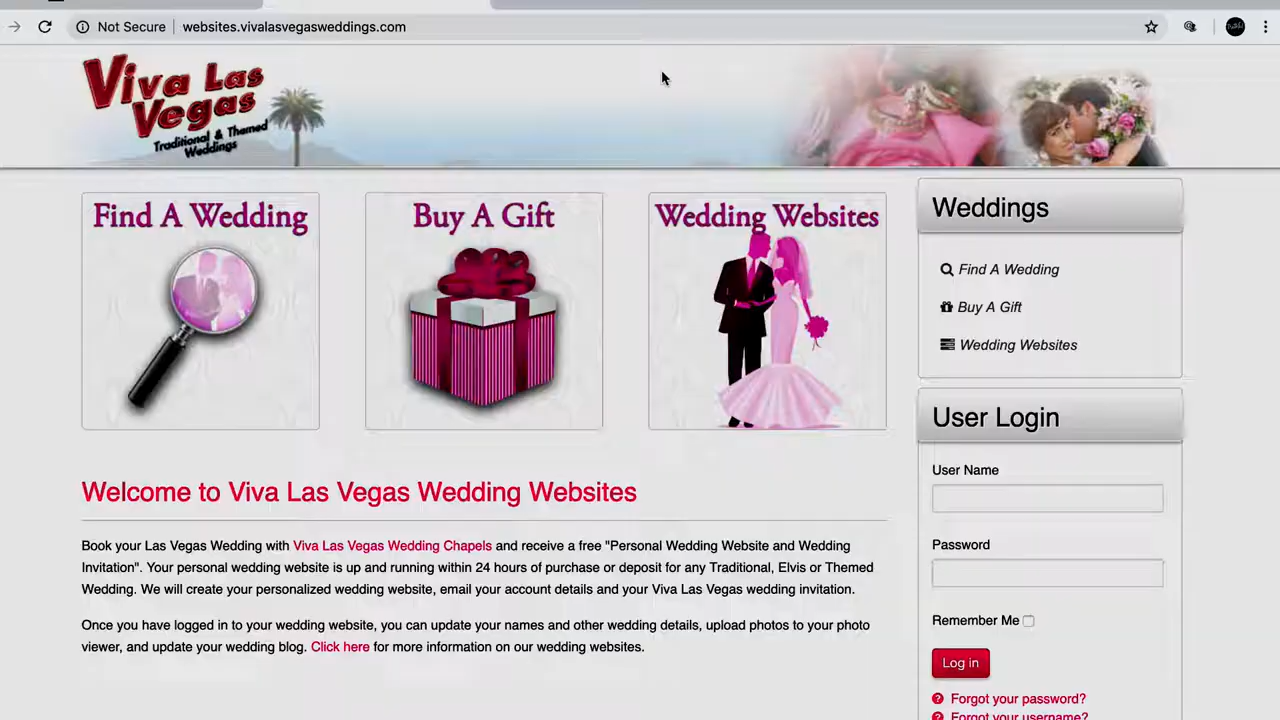 Not Secure
websites.vivalasvegasweddings.com
Viva Las
Vegas
Traditional & Themed
Weddings
Find A Wedding
Buy A Gift
Wedding Websites
Weddings
Find A Wedding
Buy A Gift
Wedding Websites
User Login
User Name
Password
Remember Me
Log in
Forgot your password?
Forgot your username?
Welcome to Viva Las Vegas Wedding Websites
Book your Las Vegas Wedding with Viva Las Vegas Wedding Chapels and receive a free "Personal Wedding Website and Wedding
Invitation". Your personal wedding website is up and running within 24 hours of purchase or deposit for any Traditional, Elvis or Themed
Wedding. We will create your personalized wedding website, email your account details and your Viva Las Vegas wedding invitation.
Once you have logged in to your wedding website, you can update your names and other wedding details, upload photos to your photo
viewer, and update your wedding blog. Click here for more information on our wedding websites.